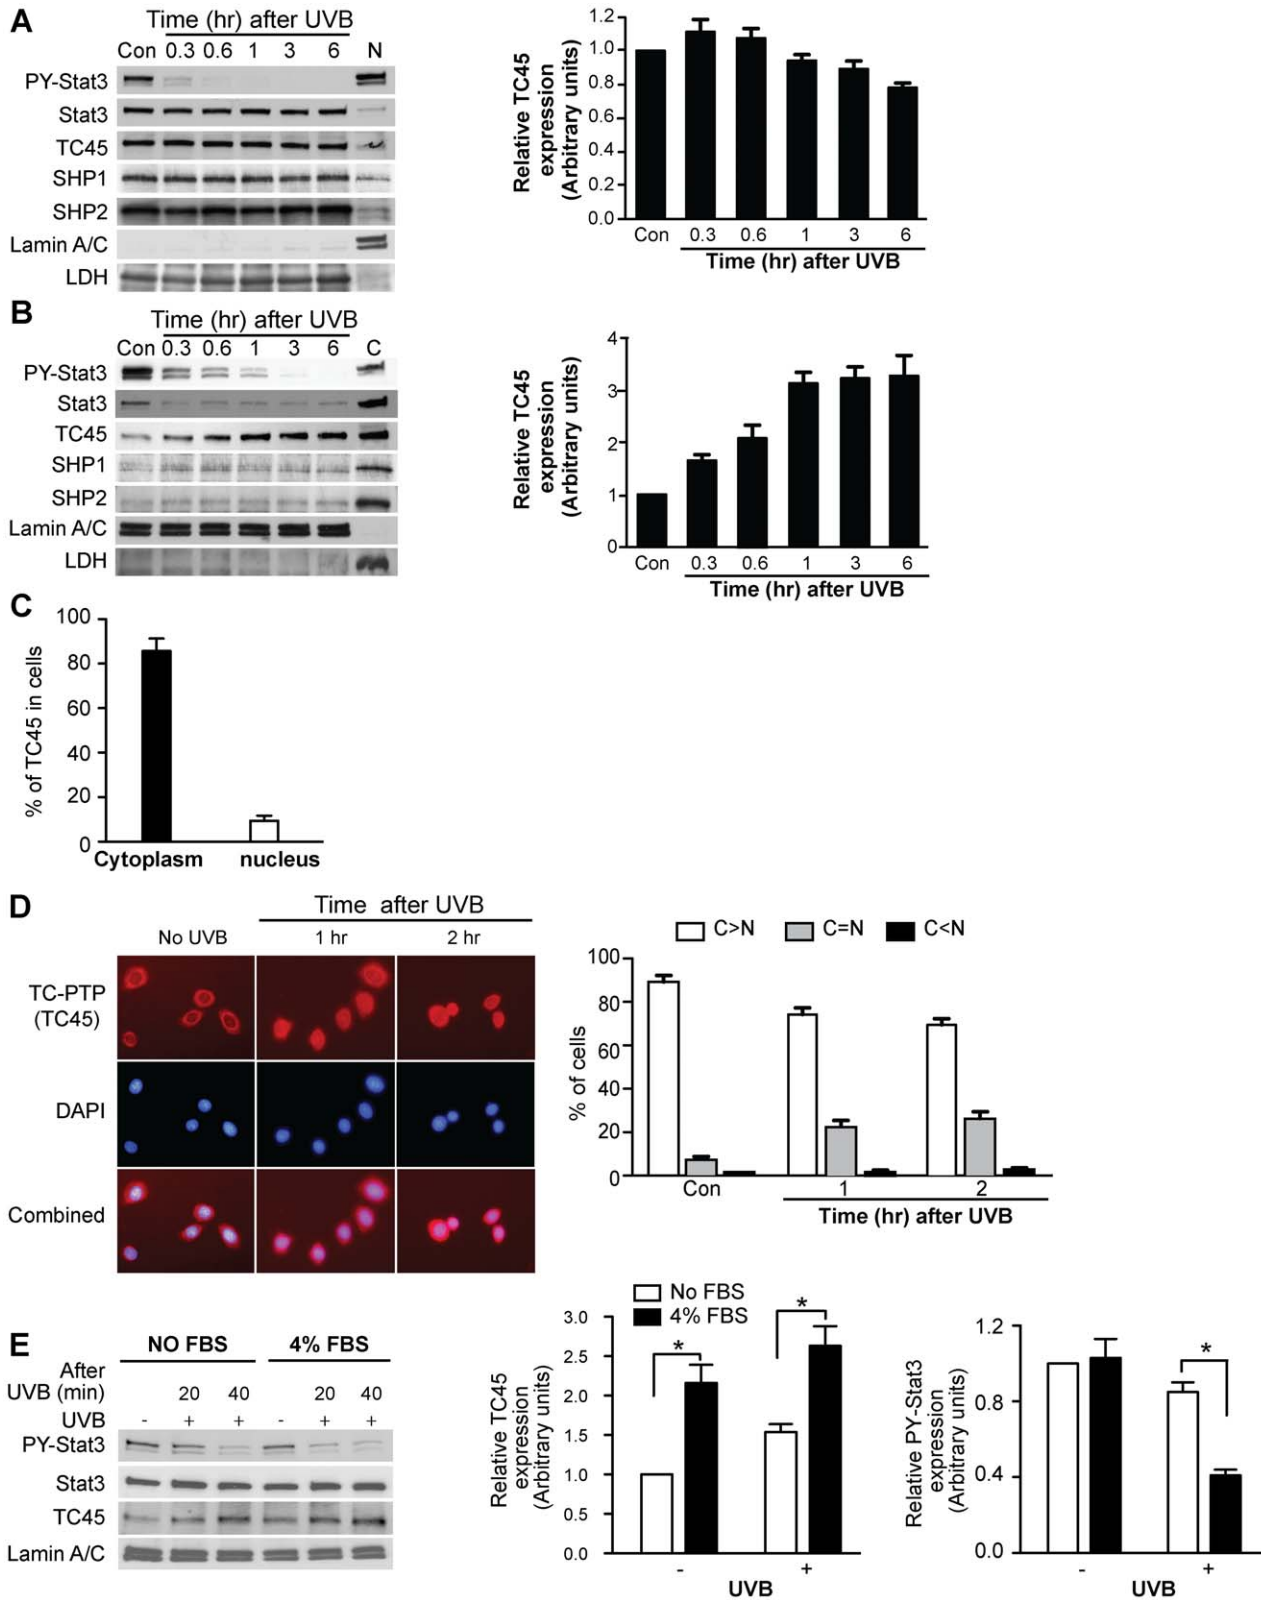 A
Time (hr) after UVB
Con 0.3 0.6 1 3 6 N
PY-Stat3
Stat3
TC45
SHP1
SHP2
Lamin A/C
LDH
Relative TC45
expression
(Arbitrary units)
1.2
1.0
0.8
0.6
0.4
0.2
0.0
Con 0.3 0.6 1 3 6
Time (hr) after UVB
B
Time (hr) after UVB
Con 0.3 0.6 1 3 6 C
PY-Stat3
Stat3
TC45
SHP1
SHP2
Lamin A/C
LDH
Relative TC45
expression
(Arbitrary units)
4
3
2
1
0
Con 0.3 0.6 1 3 6
Time (hr) after UVB
C
% of TC45 in cells
100
80
60
40
20
0
Cytoplasm nucleus
D
Time after UVB
No UVB 1 hr 2 hr
TC-PTP
(TC45)
DAPI
Combined
C>N C=N C<N
% of cells
100
80
60
40
20
0
Con 1 2
Time (hr) after UVB
E
NO FBS 4% FBS
After
UVB (min) 20 40 20 40
UVB - + + - + +
PY-Stat3
Stat3
TC45
Lamin A/C
No FBS
4% FBS
Relative TC45
expression
(Arbitrary units)
3.0
2.5
2.0
1.5
1.0
0.5
0.0
* *
- +
UVB
Relative PY-Stat3
expression
(Arbitrary units)
1.2
0.8
0.4
0.0
*
- +
UVB